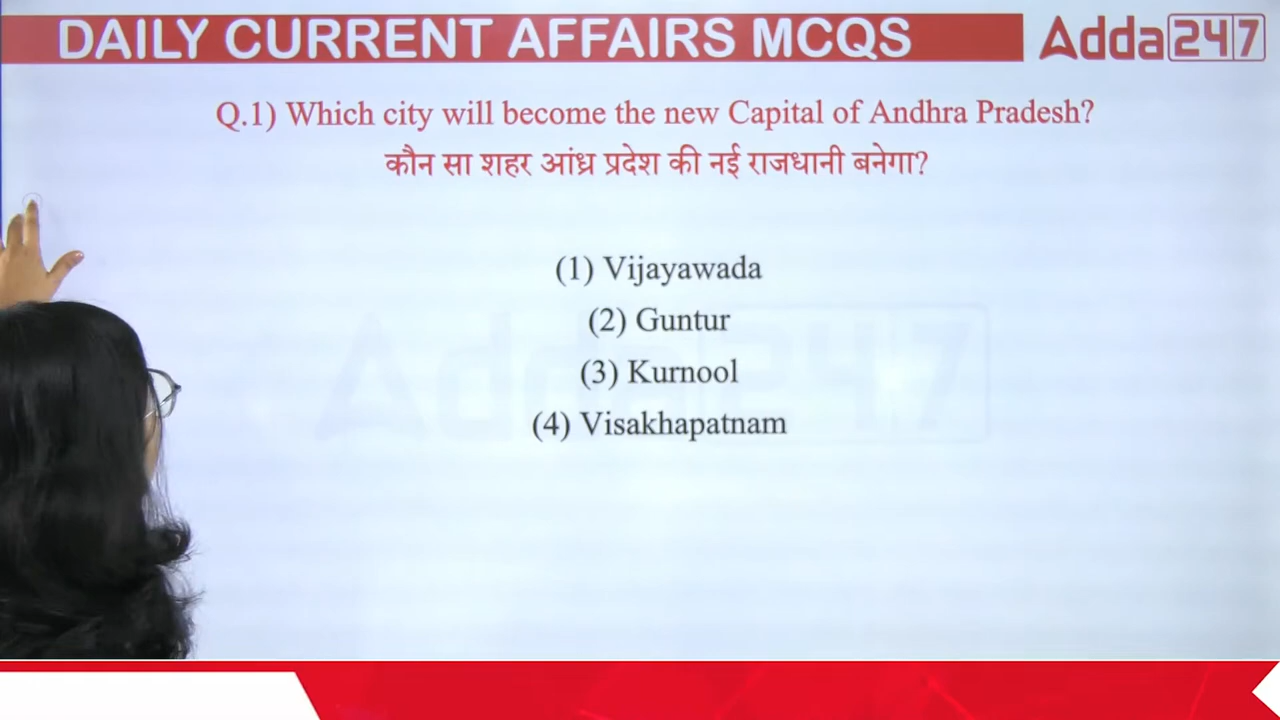 DAILY CURRENT AFFAIRS MCQS
Adda247
Q.1) Which city will become the new Capital of Andhra Pradesh?
कौन सा शहर आंध्र प्रदेश की नई राजधानी बनेगा?
(1) Vijayawada
(2) Guntur
(3) Kurnool
(4) Visakhapatnam
Adda247